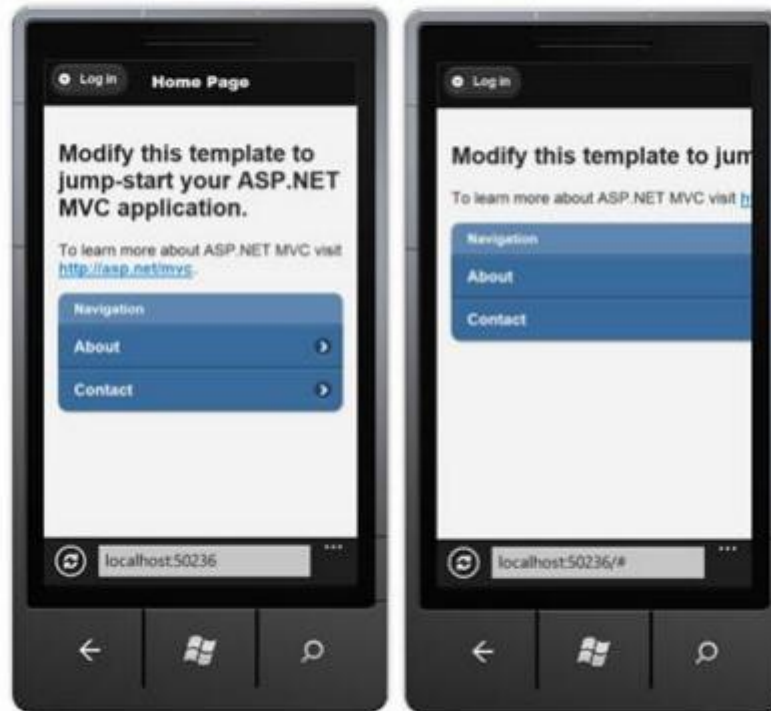 Log in
Home Page
Modify this template to
jump-start your ASP.NET
MVC application.
To learn more about ASP.NET MVC visit
http://asp.net/mvc.
Navigation
About
Contact
localhost:50236
Log in
Modify this template to jum
To learn more about ASP.NET MVC visit h
Navigation
About
Contact
localhost:50236/#